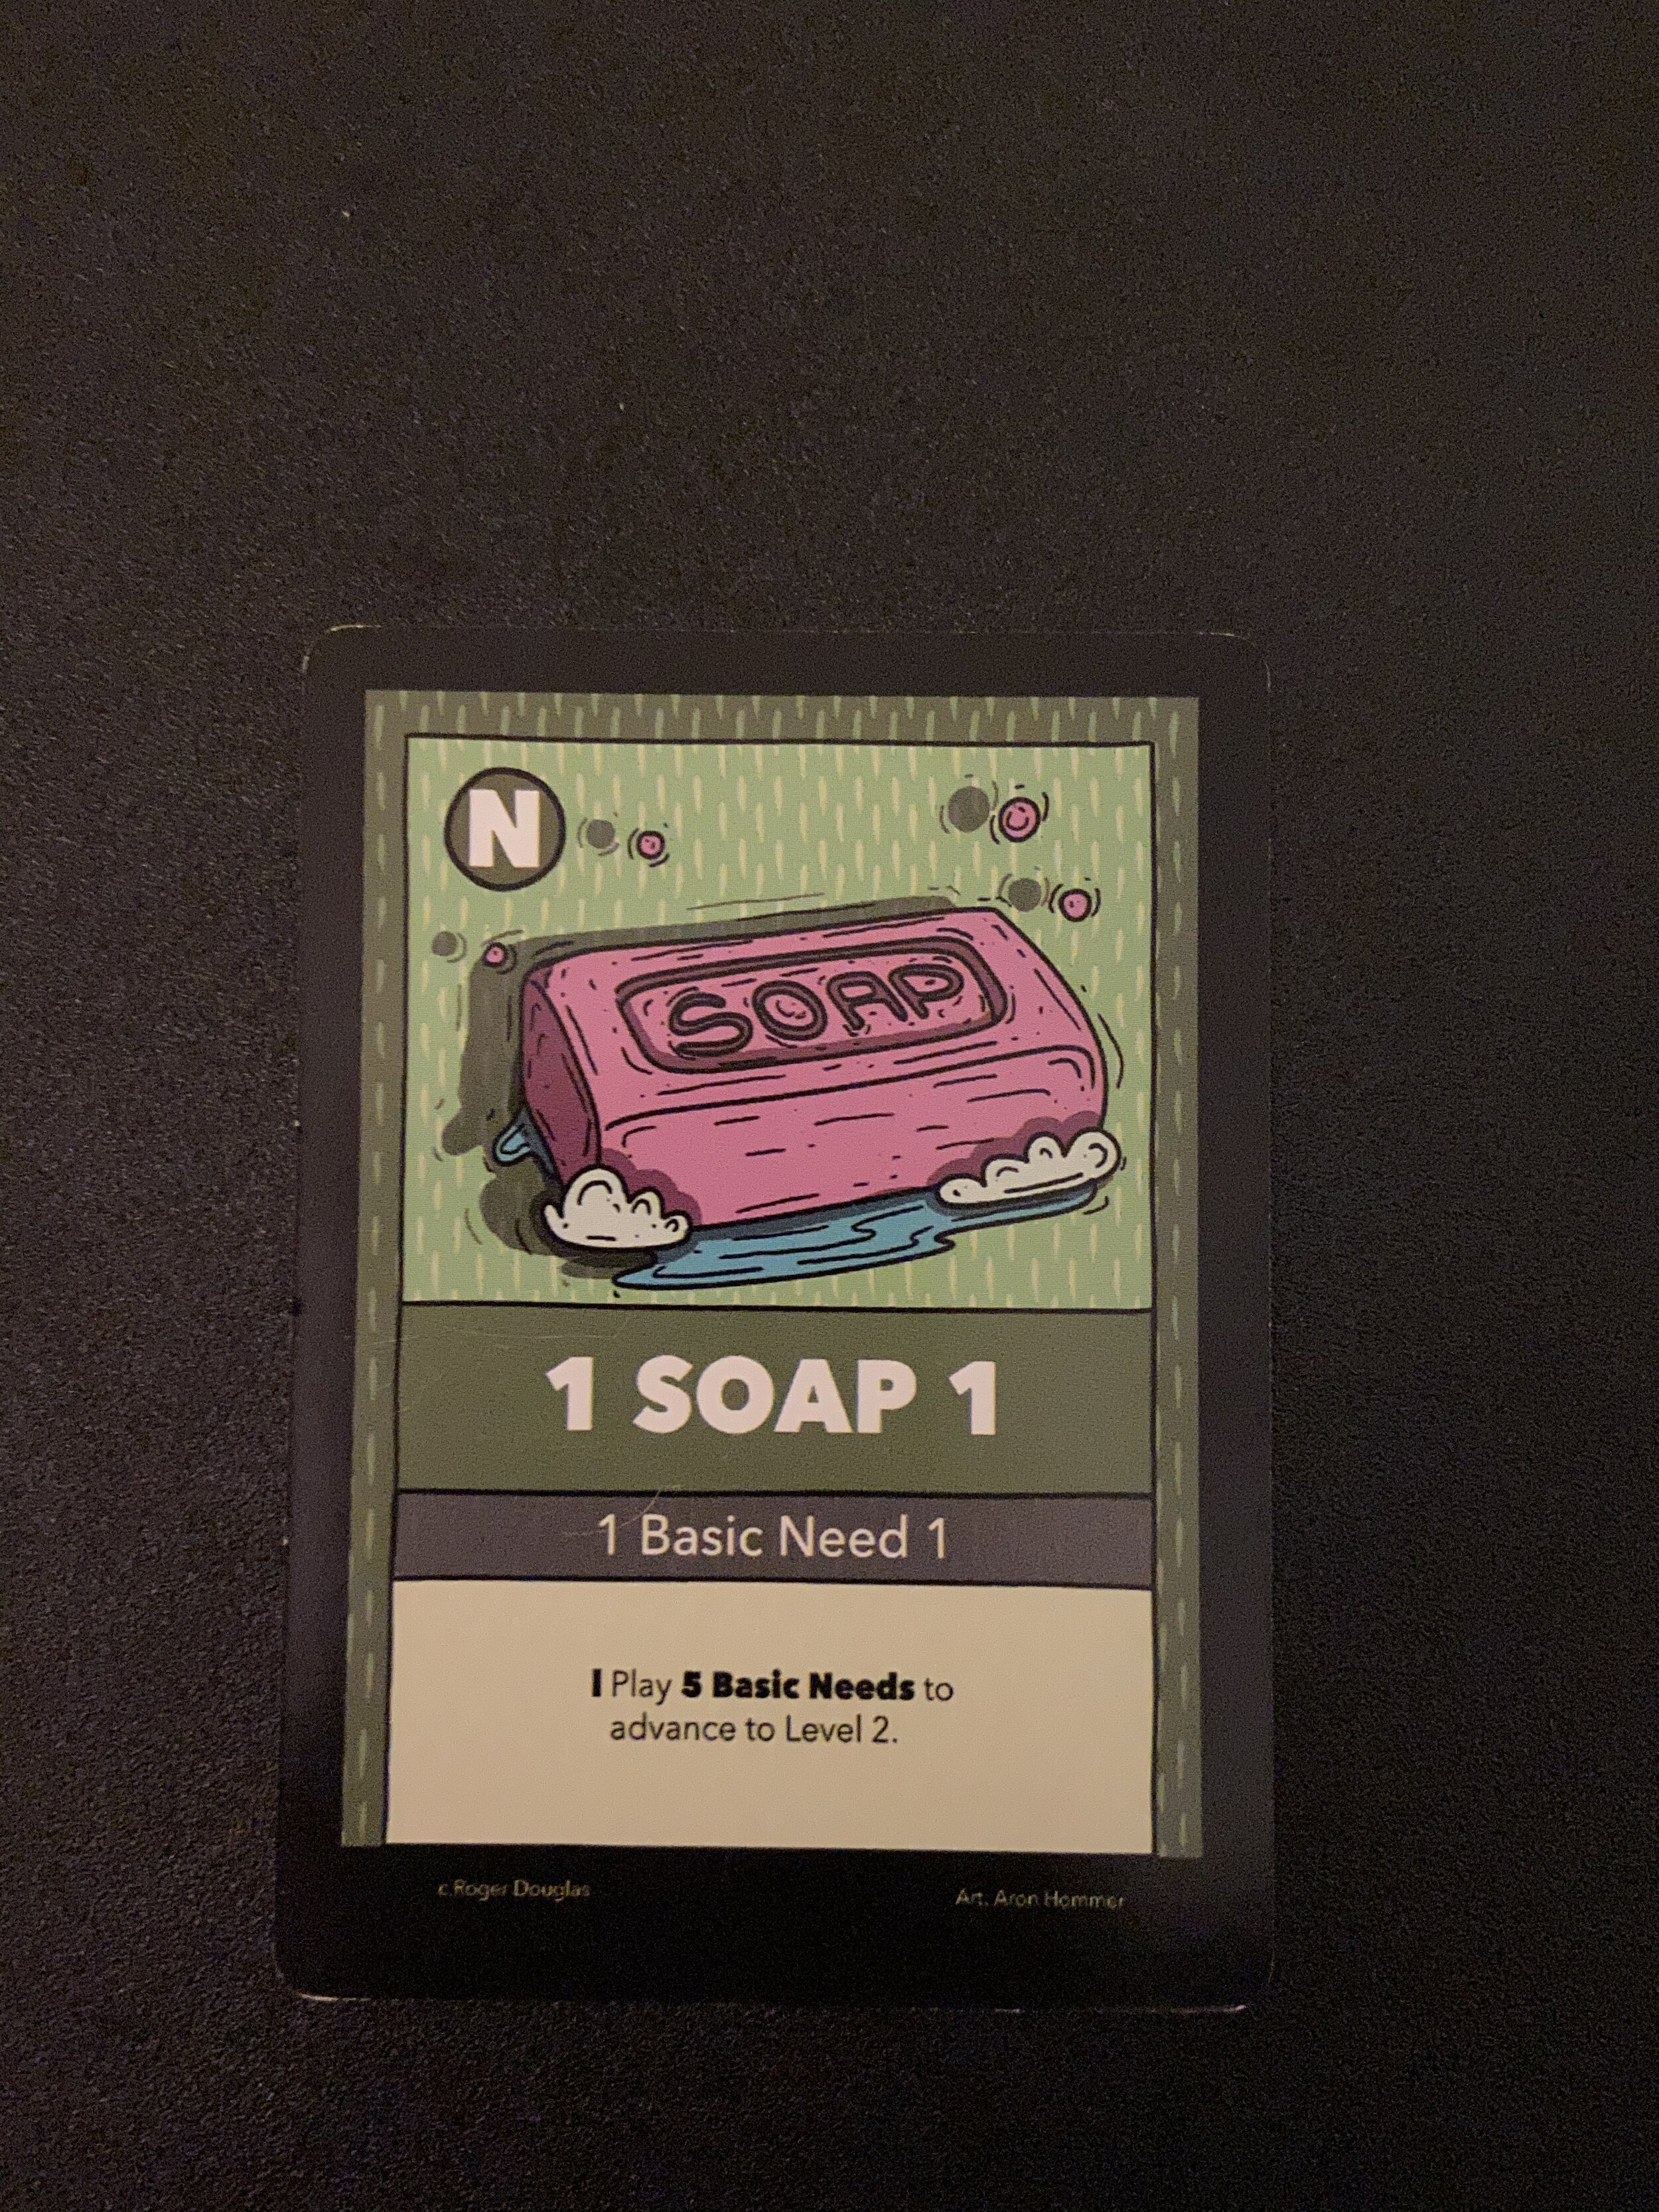 N
SOAP
1 SOAP 1
1 Basic Need 1
I Play 5 Basic Needs to
advance to Level 2.
c Roger Douglas
Art. Aron Hommer